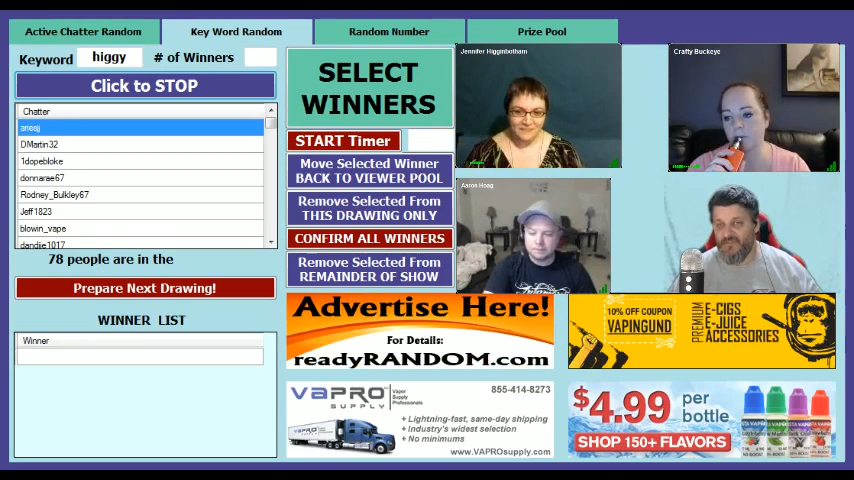 Active Chatter Random
Key Word Random
Random Number
Prize Pool
Keyword
higgy
# of Winners
Click to STOP
Chatter
ariesjj
DMartin32
1dopebloke
donnarae67
Rodney_Bulkley67
Jeff1823
blowin_vape
dandjie1017
78 people are in the
Prepare Next Drawing!
WINNER LIST
Winner
SELECT
WINNERS
START Timer
Move Selected Winner
BACK TO VIEWER POOL
Remove Selected From
THIS DRAWING ONLY
CONFIRM ALL WINNERS
Remove Selected From
REMAINDER OF SHOW
Jennifer Higginbotham
Crafty Buckeye
Aaron Hoag
Advertise Here!
For Details:
readyRANDOM.com
10% OFF COUPON
VAPINGUND
PREMIUM
E-CIGS
E-JUICE
ACCESSORIES
VAPRO
SUPPLY
Vapor
Supply
Professionals
855-414-8273
+ Lightning-fast, same-day shipping
+ Industry's widest selection
+ No minimums
www.VAPROsupply.com
$4.99 per
bottle
SHOP 150+ FLAVORS